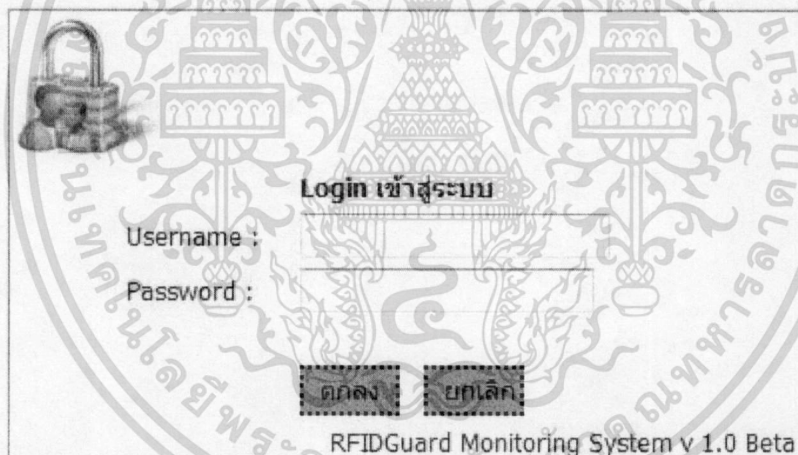 Login เข้าสู่ระบบ
Username :
Password :
ตกลง ยกเลิก
RFIDGuard Monitoring System v 1.0 Beta